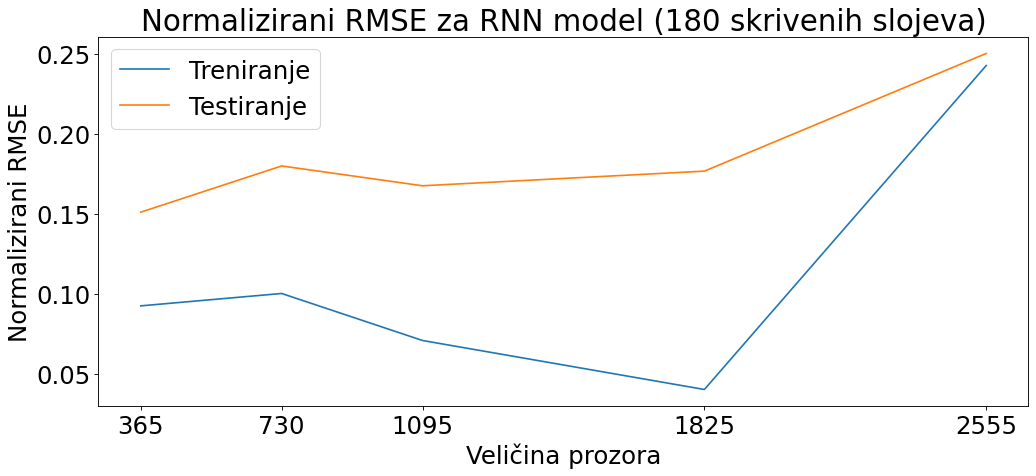 Normalizirani RMSE za RNN model (180 skrivenih slojeva)
Treniranje
Testiranje
Normalizirani RMSE
0.25
0.20
0.15
0.10
0.05
365 730 1095 1825 2555
Veličina prozora